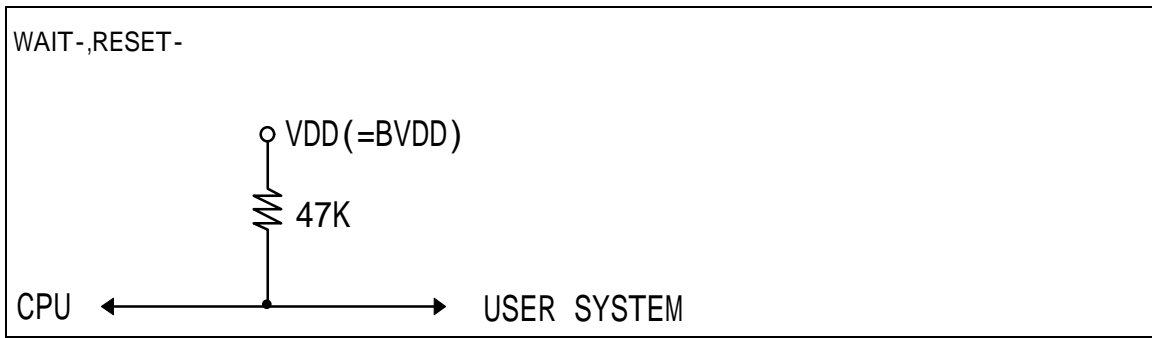 WAIT-,RESET-
VDD(=BVDD)
47K
CPU
USER SYSTEM